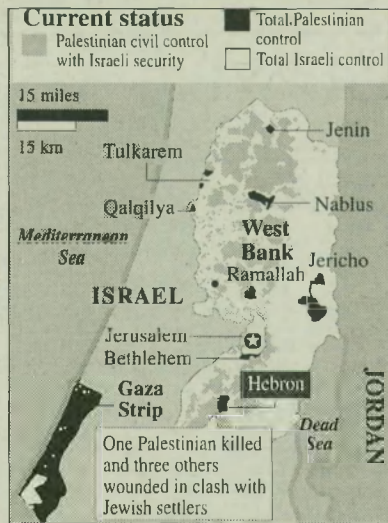 Current status
Total Palestinian
control
Palestinian civil control
with Israeli security
Total Israeli control
15 miles
15 km
Jenin
Tulkarem
Qalqilya
Nablus
Mediterranean
Sea
West
Bank
Jericho
Ramallah
ISRAEL
Jerusalem
Bethlehem
Gaza
Strip
Hebron
Dead
Sea
JORDAN
One Palestinian killed
and three others
wounded in clash with
Jewish settlers